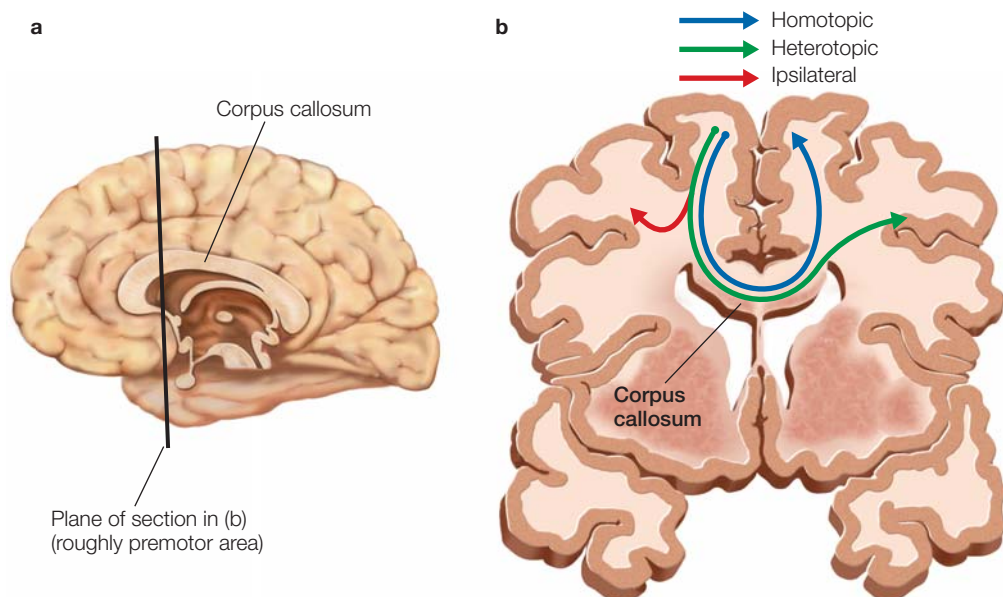 a
Corpus callosum
Plane of section in (b)
(roughly premotor area)
b
Homotopic
Heterotopic
Ipsilateral
Corpus
callosum